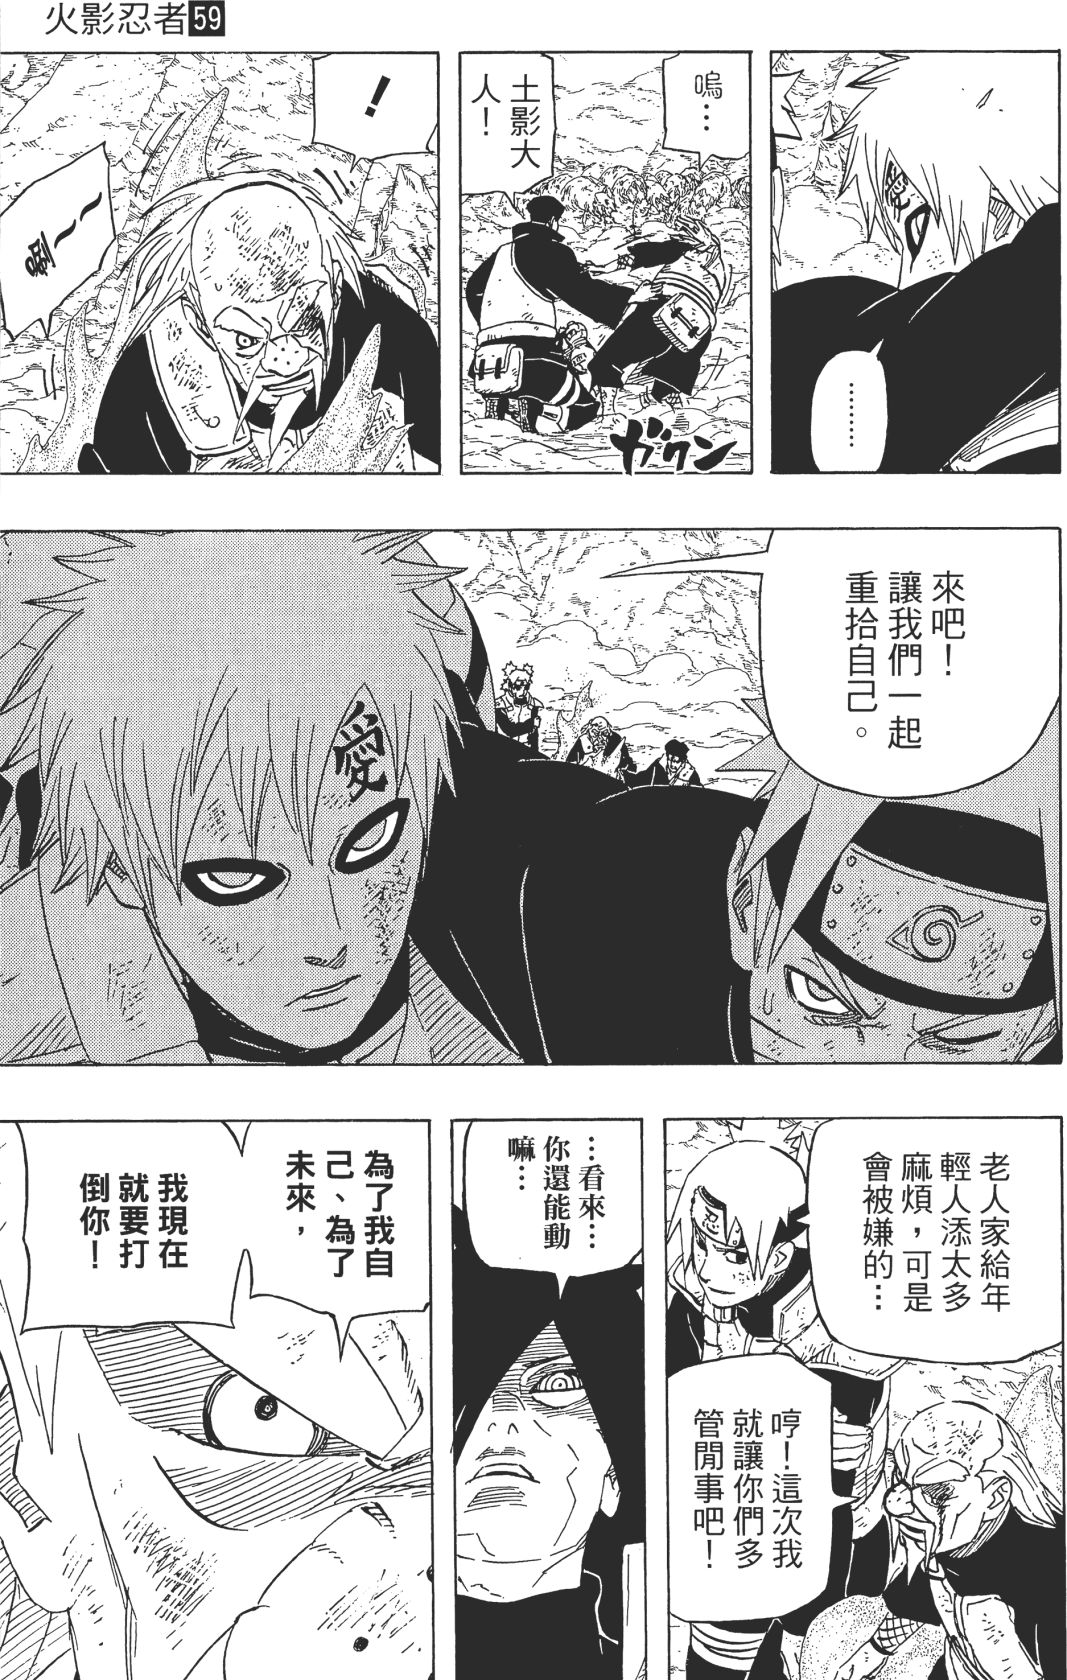 火影忍者59
嗚…
………
土影大
人！
ガクン
！
唰——
來吧！
讓我們一起
重拾自己。
愛
老人家給年
輕人添太多
麻煩，可是
會被嫌的…
哼！這次我
就讓你們多
管閒事吧！
…看來…
你還能動
嘛…
為了我自
己、為了
未來，
我現在
就要打
倒你！